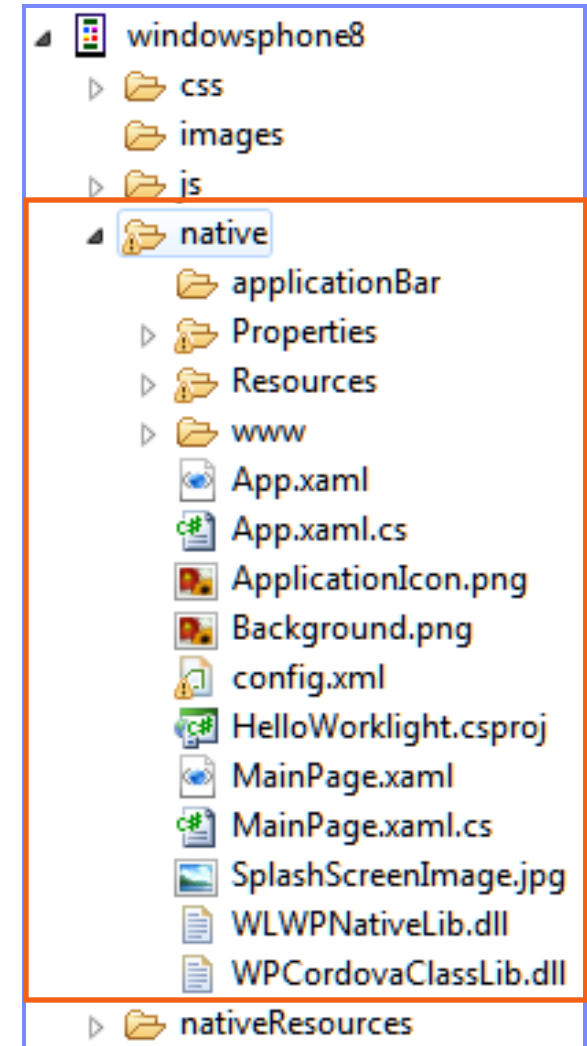 windowsphone8
css
images
js
native
applicationBar
Properties
Resources
www
App.xaml
App.xaml.cs
ApplicationIcon.png
Background.png
config.xml
HelloWorklight.csproj
MainPage.xaml
MainPage.xaml.cs
SplashScreenImage.jpg
WLWPNativeLib.dll
WPCordovaClassLib.dll
nativeResources